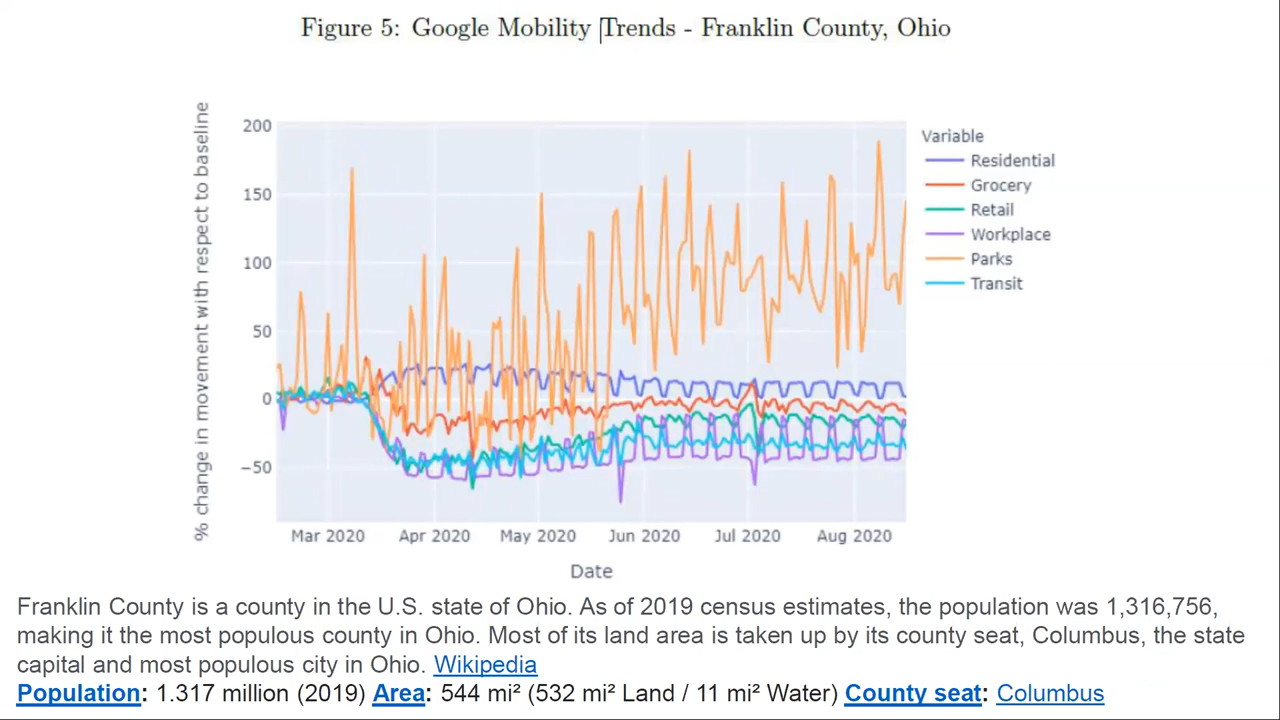 Figure 5: Google Mobility Trends - Franklin County, Ohio
% change in movement with respect to baseline
200
150
100
50
0
−50
Mar 2020 Apr 2020 May 2020 Jun 2020 Jul 2020 Aug 2020
Date
Variable
Residential
Grocery
Retail
Workplace
Parks
Transit
Franklin County is a county in the U.S. state of Ohio. As of 2019 census estimates, the population was 1,316,756,
making it the most populous county in Ohio. Most of its land area is taken up by its county seat, Columbus, the state
capital and most populous city in Ohio. Wikipedia
Population: 1.317 million (2019) Area: 544 mi² (532 mi² Land / 11 mi² Water) County seat: Columbus